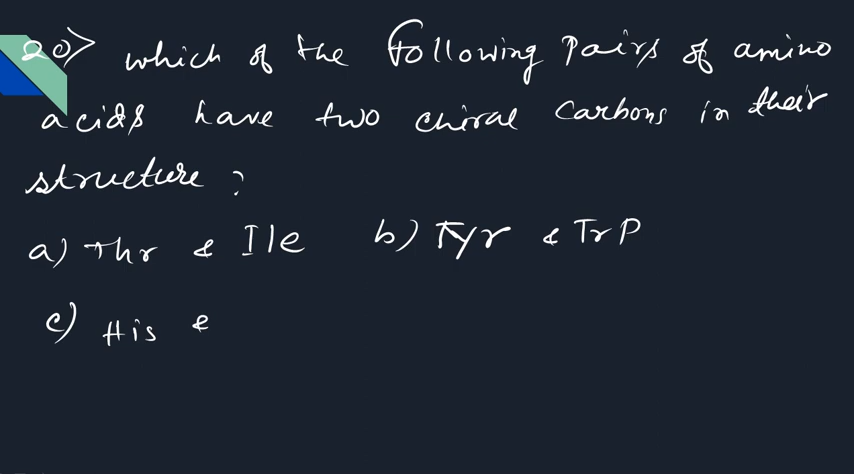 20> which of the following pairs of amino
acids have two chiral carbons in their
structure ?
a) Thr & Ile b) Tyr & Trp
c) His &